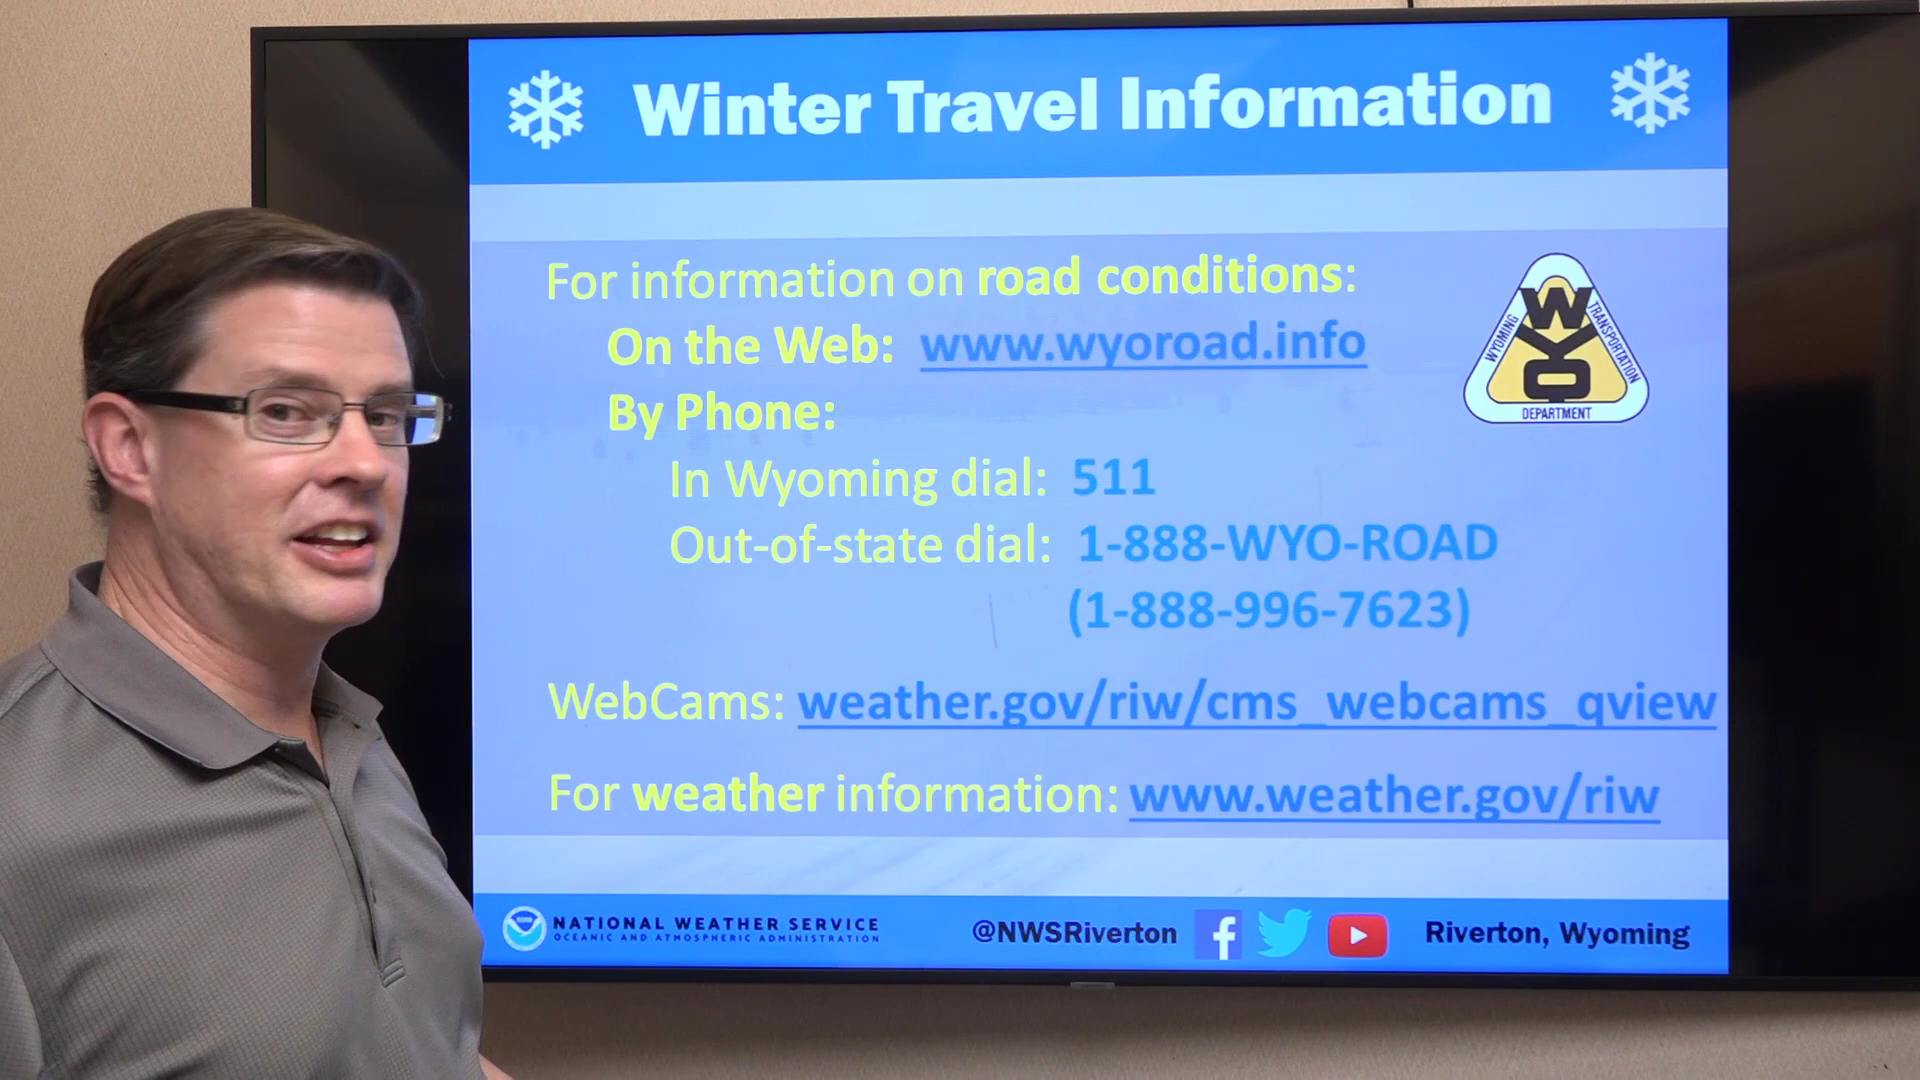 Winter Travel Information
For information on road conditions:
On the Web: www.wyoroad.info
By Phone:
In Wyoming dial: 511
Out-of-state dial: 1-888-WYO-ROAD
(1-888-996-7623)
WebCams: weather.gov/riw/cms_webcams_qview
For weather information: www.weather.gov/riw
WYOMING
TRANSPORTATION
DEPARTMENT
WYO
NATIONAL WEATHER SERVICE
OCEANIC AND ATMOSPHERIC ADMINISTRATION
@NWSRiverton
f
Riverton, Wyoming